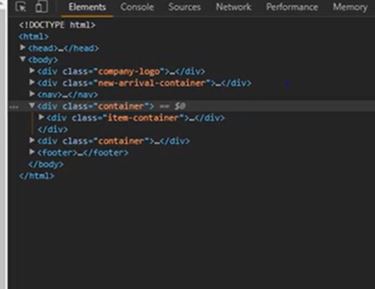 Elements Console Sources Network Performance Memory
<!DOCTYPE html>
<html>
▶<head>…</head>
▼<body>
▶<div class="company-logo">…</div>
▶<div class="new-arrival-container">…</div>
▶<nav>…</nav>
…▼<div class="container"> == $0
▶<div class="item-container">…</div>
</div>
▶<div class="container">…</div>
▶<footer>…</footer>
</body>
</html>